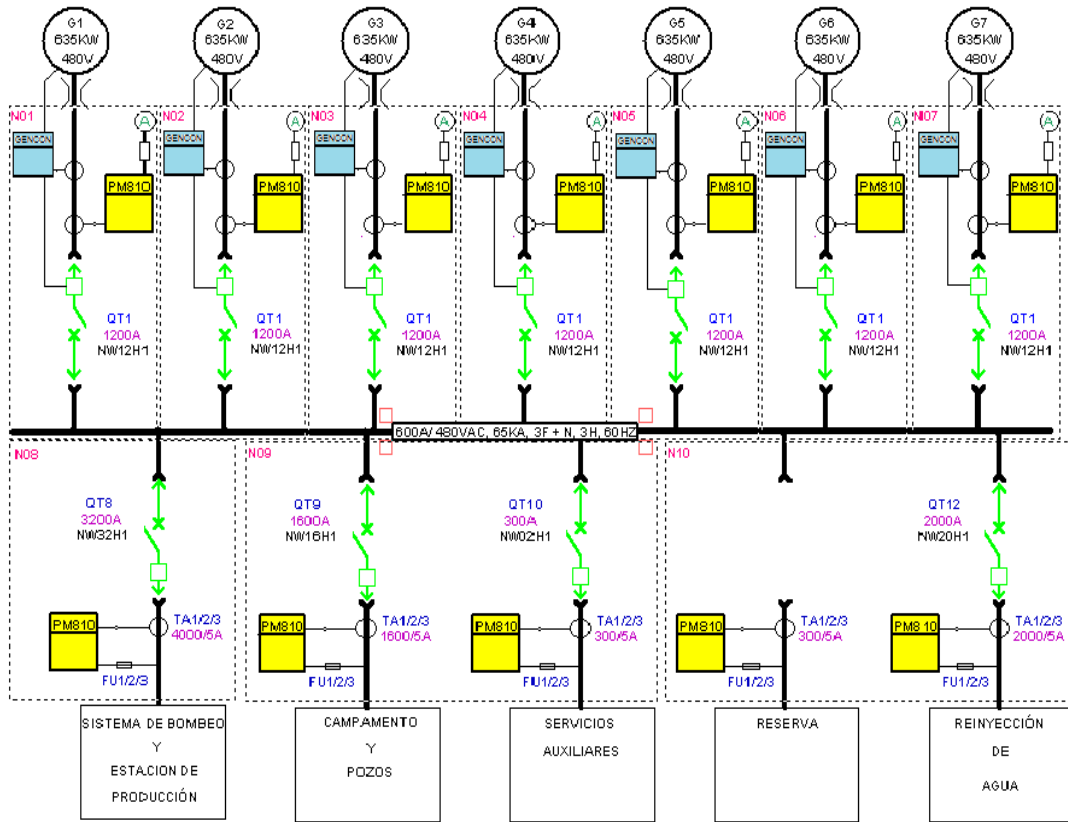 G1
635KW
480V
G2
635KW
480V
G3
635KW
480V
G4
635KW
480V
G5
635KW
480V
G6
635KW
480V
G7
635KW
480V
N01
N02
N03
N04
N05
N06
N07
A
A
A
A
A
A
A
GENCON
GENCON
GENCON
GENCON
GENCON
GENCON
GENCON
PM810
PM810
PM810
PM810
PM810
PM810
PM810
QT1
1200A
NW12H1
QT1
1200A
NW12H1
QT1
1200A
NW12H1
QT1
1200A
NW12H1
QT1
1200A
NW12H1
QT1
1200A
NW12H1
QT1
1200A
NW12H1
600A/ 480VAC, 65KA, 3F + N, 3H, 60HZ
N08
N09
N10
QT8
3200A
NW32H1
QT9
1600A
NW16H1
QT10
300A
NW02H1
QT12
2000A
NW20H1
PM810
TA1/2/3
4000/5A
FU1/2/3
PM810
TA1/2/3
1600/5A
FU1/2/3
PM810
TA1/2/3
300/5A
FU1/2/3
PM810
TA1/2/3
300/5A
FU1/2/3
PM810
TA1/2/3
2000/5A
FU1/2/3
SISTEMA DE BOMBEO
Y
ESTACION DE
PRODUCCIÓN
CAMPAMENTO
Y
POZOS
SERVICIOS
AUXILIARES
RESERVA
REINYECCIÓN
DE
AGUA